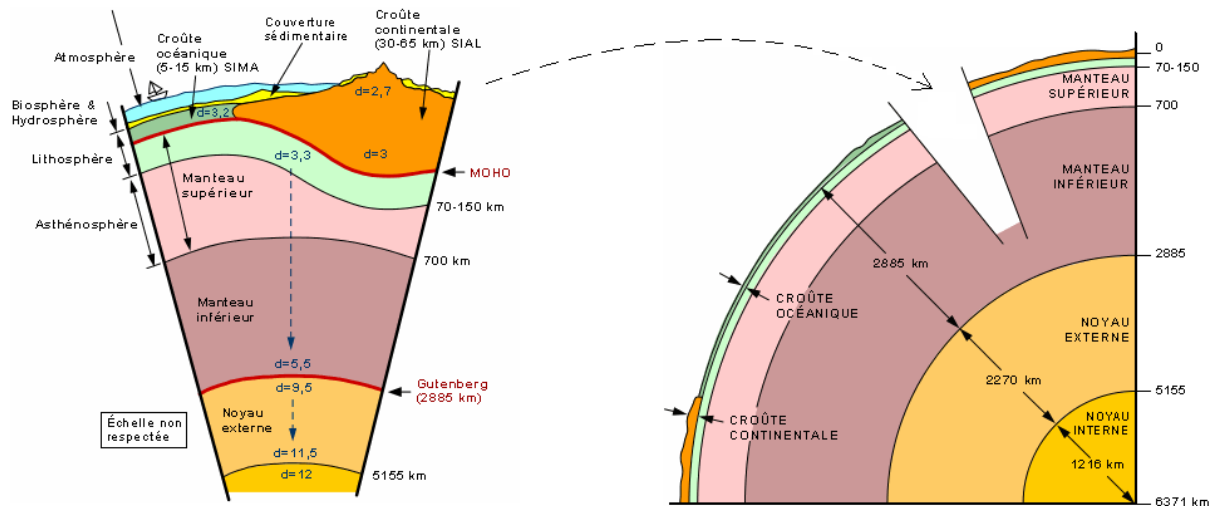 Atmosphère
Croûte
océanique
(5-15 km) SIMA
Couverture
sédimentaire
Croûte
continentale
(30-65 km) SIAL
Biosphère &
Hydrosphère
Lithosphère
Asthénosphère
d=3,2
d=2,7
d=3,3
d=3
MOHO
Manteau
supérieur
70-150 km
700 km
Manteau
inférieur
d=5,5
d=9,5
Gutenberg
(2885 km)
Noyau
externe
d=11,5
d=12
5155 km
Échelle non
respectée
0
70-150
MANTEAU
SUPÉRIEUR
700
MANTEAU
INFÉRIEUR
2885
2885 km
CROÛTE
OCÉANIQUE
NOYAU
EXTERNE
2270 km
5155
CROÛTE
CONTINENTALE
NOYAU
INTERNE
1216 km
6371 km